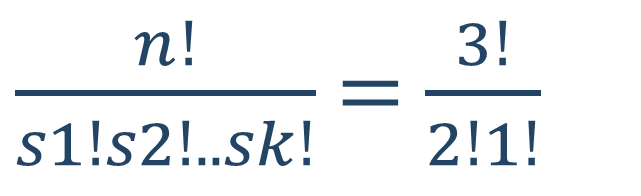 n! / s1!s2!..sk! = 3! / 2!1!